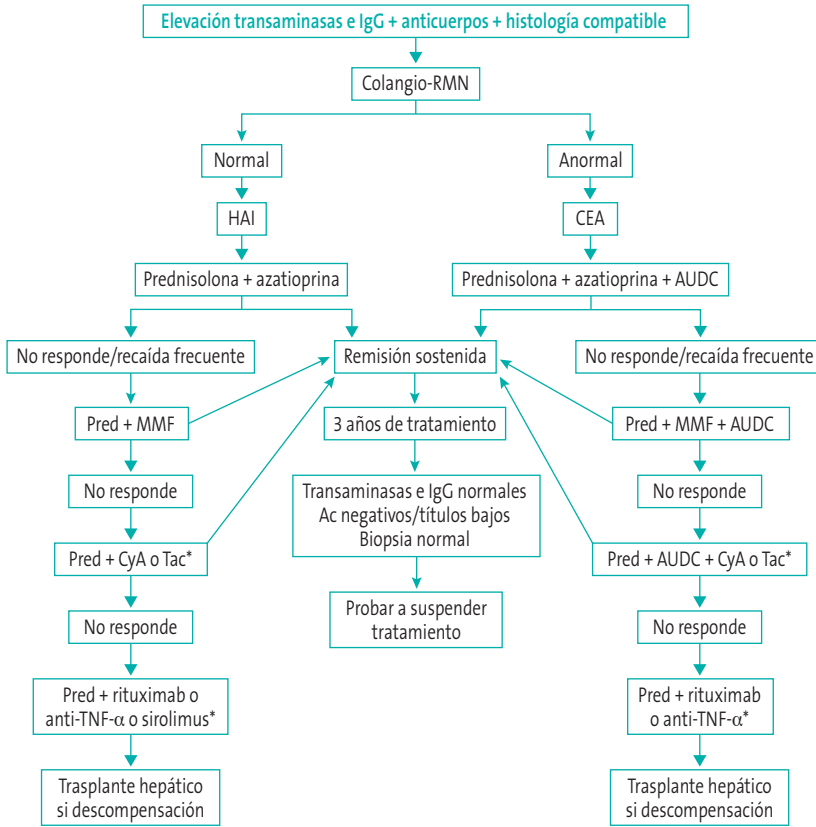 Elevación transaminasas e IgG + anticuerpos + histología compatible
Colangio-RMN
Normal
Anormal
HAI
CEA
Prednisolona + azatioprina
Prednisolona + azatioprina + AUDC
No responde/recaída frecuente
Remisión sostenida
No responde/recaída frecuente
Pred + MMF
3 años de tratamiento
Pred + MMF + AUDC
No responde
Transaminasas e IgG normales
Ac negativos/títulos bajos
Biopsia normal
No responde
Pred + CyA o Tac*
Pred + AUDC + CyA o Tac*
Probar a suspender
tratamiento
No responde
No responde
Pred + rituximab o
anti-TNF-α o sirolimus*
Pred + rituximab
o anti-TNF-α*
Trasplante hepático
si descompensación
Trasplante hepático
si descompensación